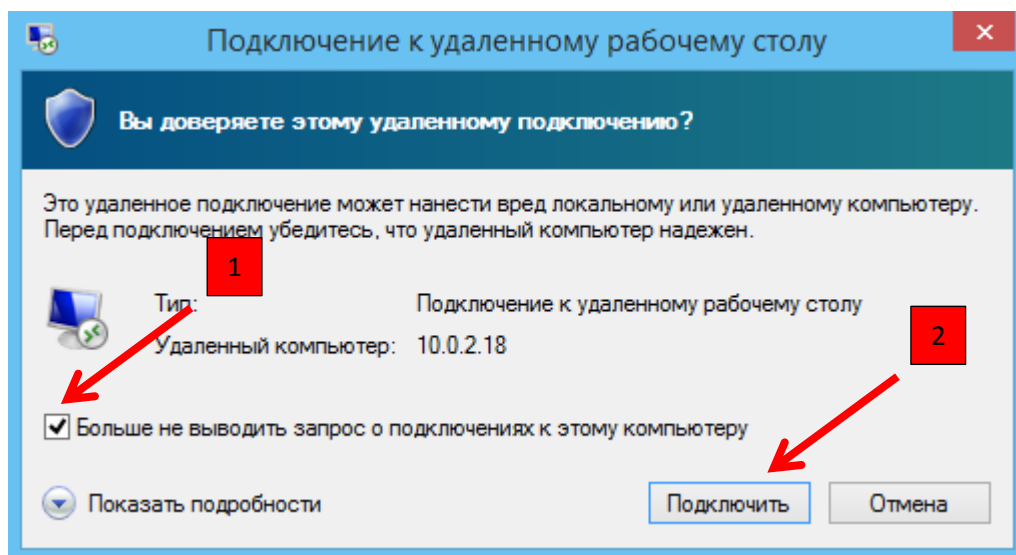 Подключение к удаленному рабочему столу
Вы доверяете этому удаленному подключению?
Это удаленное подключение может нанести вред локальному или удаленному компьютеру.
Перед подключением убедитесь, что удаленный компьютер надежен.
1
Тип: Подключение к удаленному рабочему столу
2
Удаленный компьютер: 10.0.2.18
Больше не выводить запрос о подключениях к этому компьютеру
Показать подробности Подключить Отмена